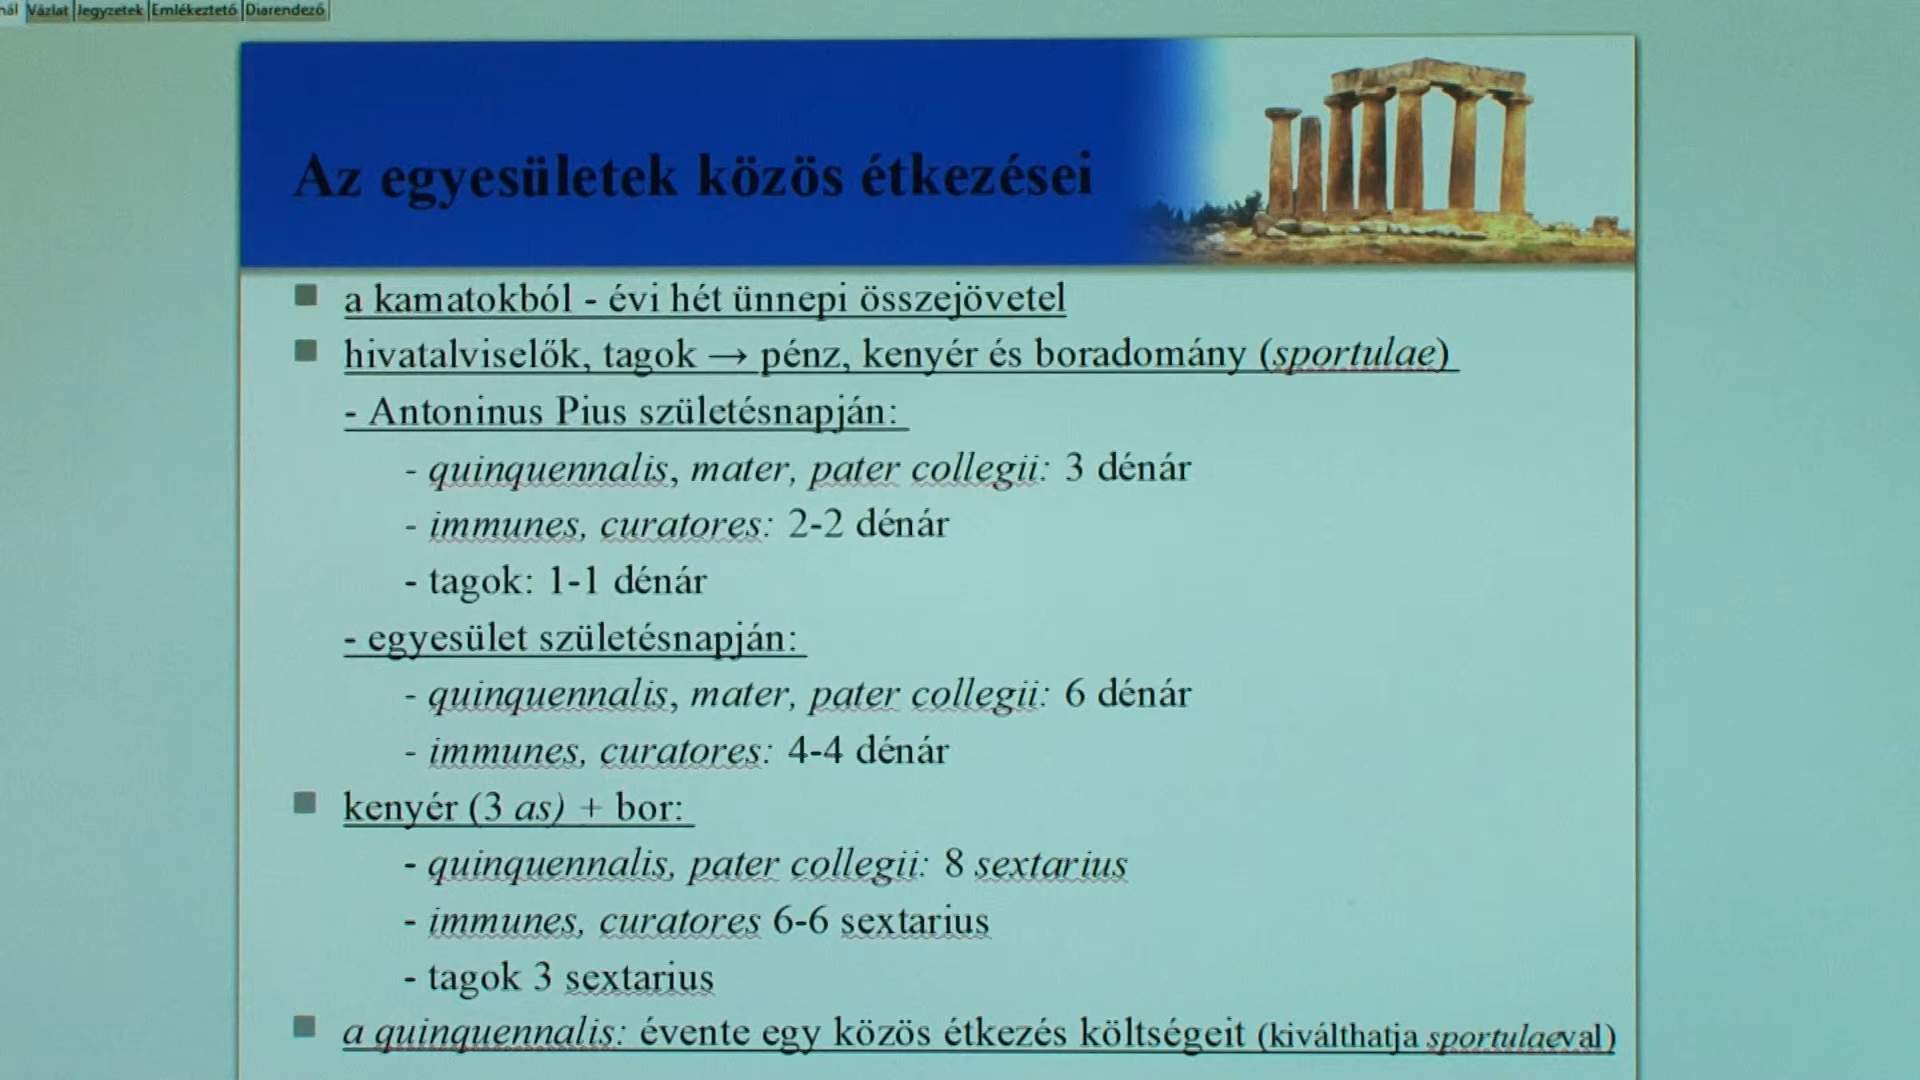 nál Vázlat Jegyzetek Emlékeztető Diarendező
Az egyesületek közös étkezései
a kamatokból - évi hét ünnepi összejövetel
hivatalviselők, tagok → pénz, kenyér és boradomány (sportulae)
- Antoninus Pius születésnapján:
- quinquennalis, mater, pater collegii: 3 dénár
- immunes, curatores: 2-2 dénár
- tagok: 1-1 dénár
- egyesület születésnapján:
- quinquennalis, mater, pater collegii: 6 dénár
- immunes, curatores: 4-4 dénár
kenyér (3 as) + bor:
- quinquennalis, pater collegii: 8 sextarius
- immunes, curatores 6-6 sextarius
- tagok 3 sextarius
a quinquennalis: évente egy közös étkezés költségeit (kiválthatja sportulaeval)